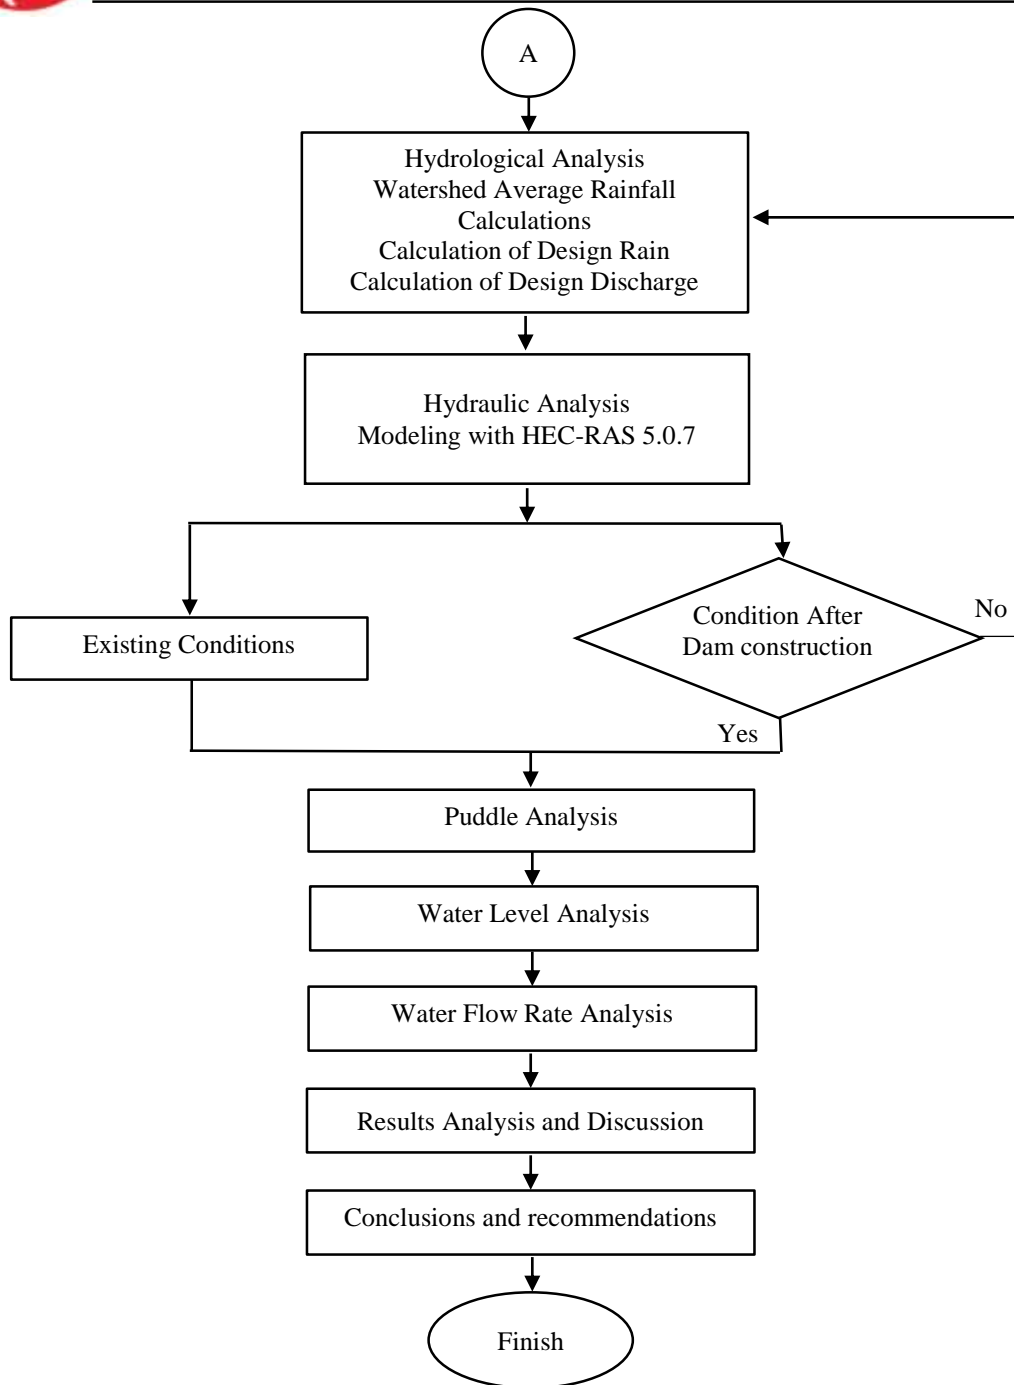 A
Hydrological Analysis
Watershed Average Rainfall
Calculations
Calculation of Design Rain
Calculation of Design Discharge
Hydraulic Analysis
Modeling with HEC-RAS 5.0.7
Existing Conditions
Condition After
Dam construction
No
Yes
Puddle Analysis
Water Level Analysis
Water Flow Rate Analysis
Results Analysis and Discussion
Conclusions and recommendations
Finish